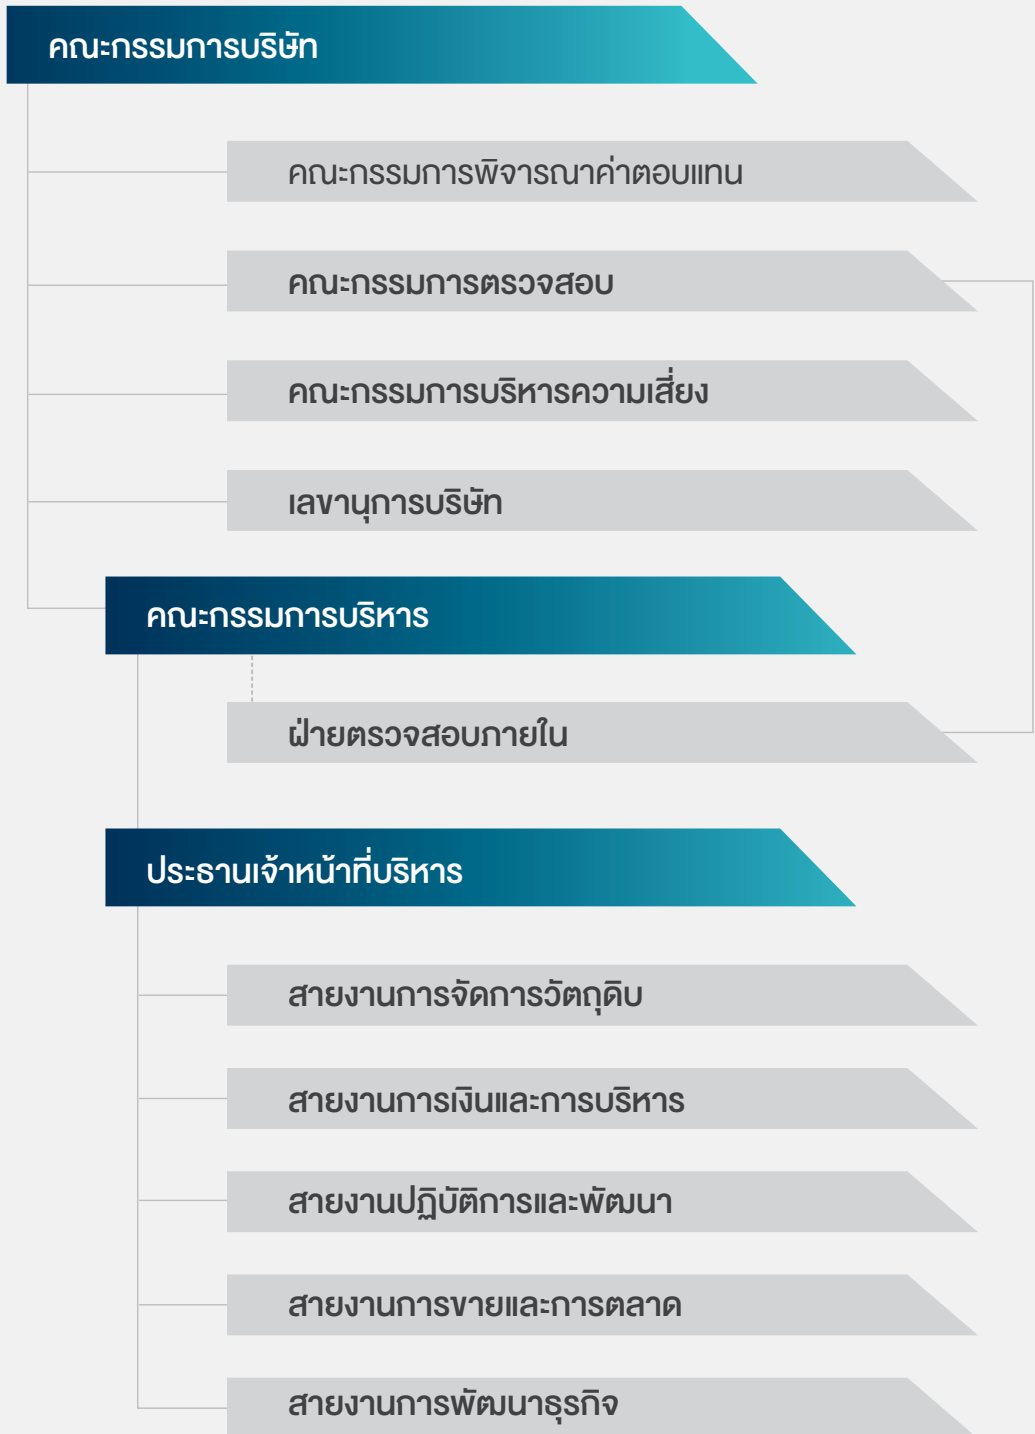 คณะกรรมการบริษัท
คณะกรรมการพิจารณาค่าตอบแทน
คณะกรรมการตรวจสอบ
คณะกรรมการบริหารความเสี่ยง
เลขานุการบริษัท
คณะกรรมการบริหาร
ฝ่ายตรวจสอบภายใน
ประธานเจ้าหน้าที่บริหาร
สายงานการจัดการวัตถุดิบ
สายงานการเงินและการบริหาร
สายงานปฏิบัติการและพัฒนา
สายงานการขายและการตลาด
สายงานการพัฒนาธุรกิจ